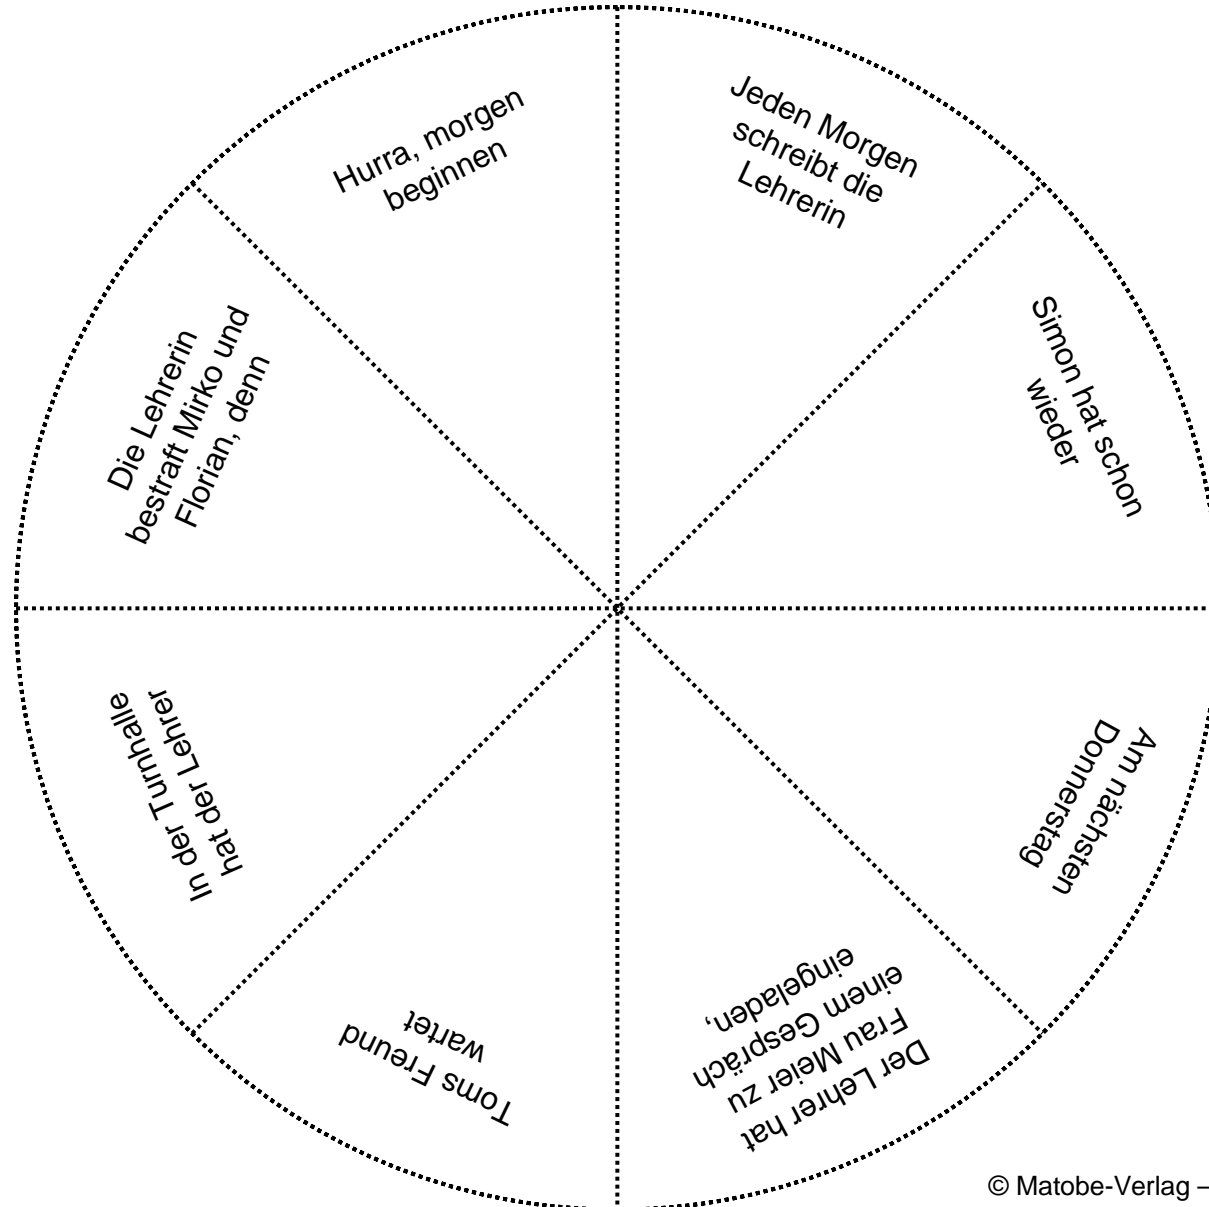 Jeden Morgen
schreibt die
Lehrerin
Simon hat schon
wieder
Am nächsten
Donnerstag
Der Lehrer hat
Frau Meier zu
einem Gespräch
eingeladen,
Toms Freund
wartet
In der Turnhalle
hat der Lehrer
Die Lehrerin
bestraft Mirko und
Florian, denn
Hurra, morgen
beginnen
© Matobe-Verlag –